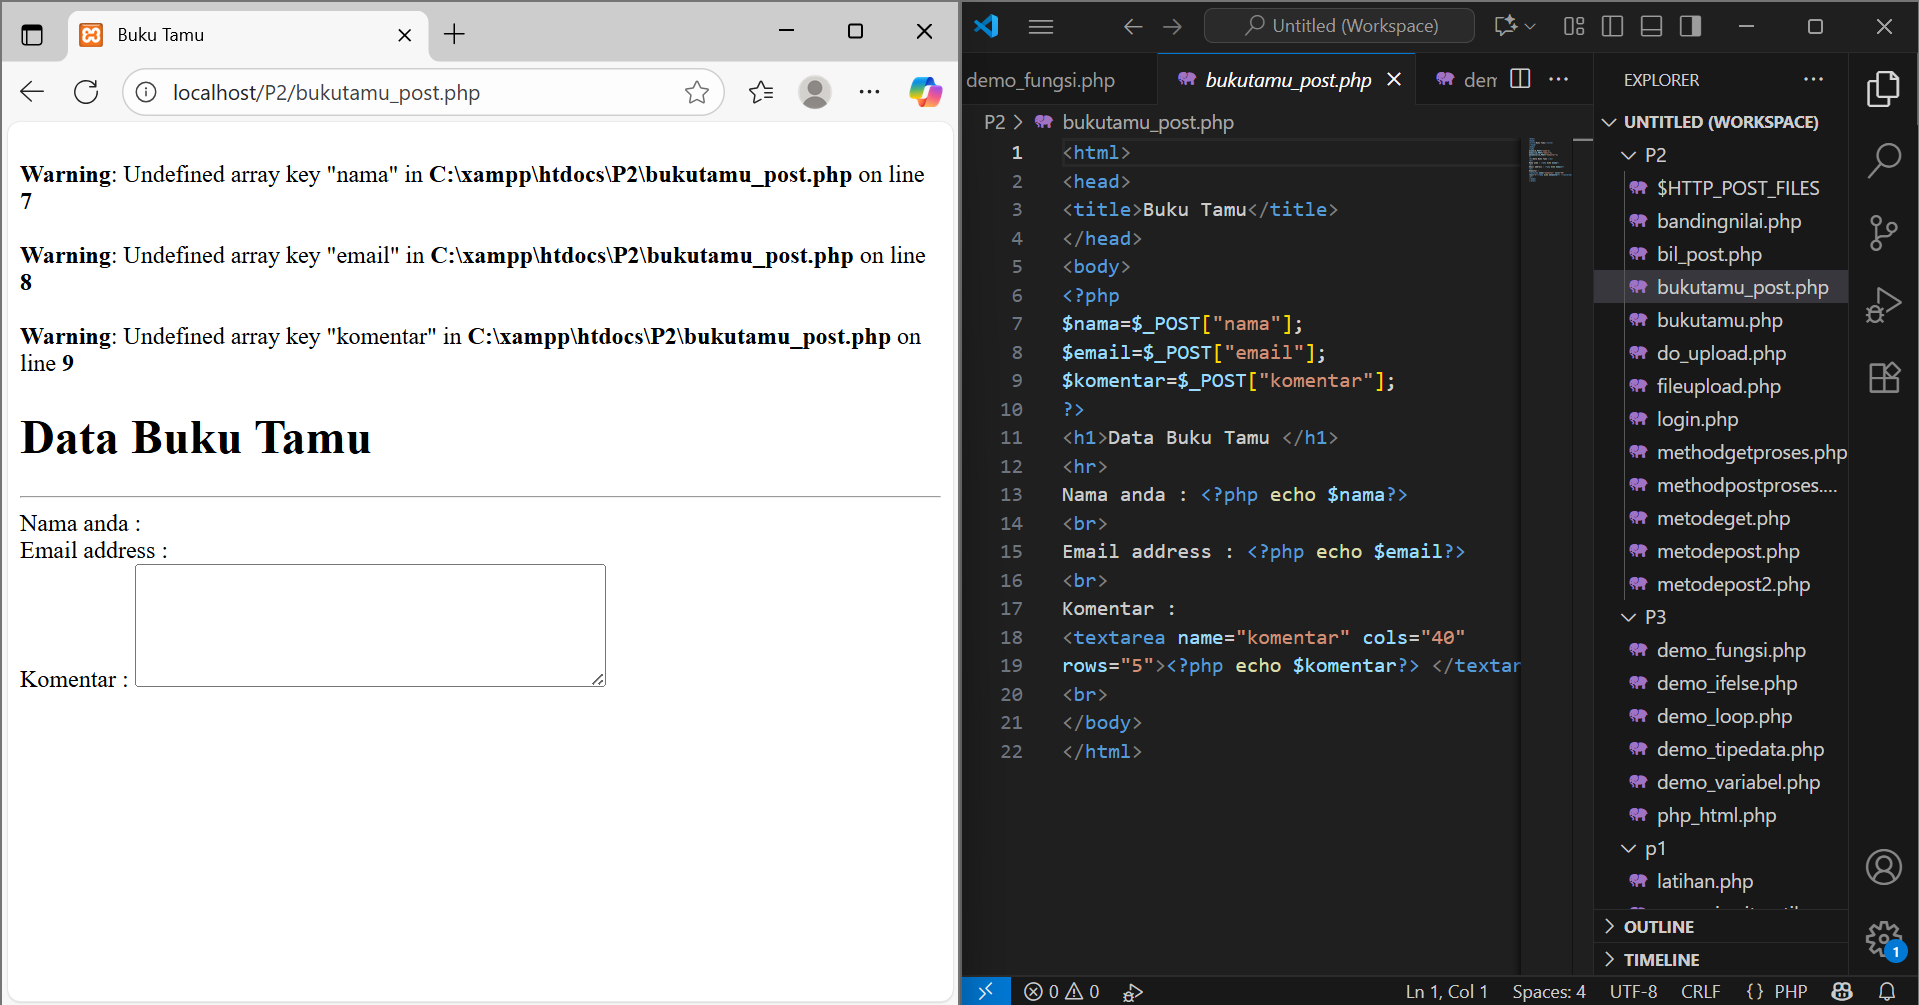 Buku Tamu
localhost/P2/bukutamu_post.php
Warning: Undefined array key "nama" in C:\xampp\htdocs\P2\bukutamu_post.php on line
7
Warning: Undefined array key "email" in C:\xampp\htdocs\P2\bukutamu_post.php on line
8
Warning: Undefined array key "komentar" in C:\xampp\htdocs\P2\bukutamu_post.php on
line 9
Data Buku Tamu
Nama anda :
Email address :
Komentar :
Untitled (Workspace)
demo_fungsi.php
bukutamu_post.php
dem
P2 > bukutamu_post.php
1 <html>
2 <head>
3 <title>Buku Tamu</title>
4 </head>
5 <body>
6 <?php
7 $nama=$_POST["nama"];
8 $email=$_POST["email"];
9 $komentar=$_POST["komentar"];
10 ?>
11 <h1>Data Buku Tamu </h1>
12 <hr>
13 Nama anda : <?php echo $nama?>
14 <br>
15 Email address : <?php echo $email?>
16 <br>
17 Komentar :
18 <textarea name="komentar" cols="40"
19 rows="5"><?php echo $komentar?> </textar
20 <br>
21 </body>
22 </html>
EXPLORER
UNTITLED (WORKSPACE)
P2
$HTTP_POST_FILES
bandingnilai.php
bil_post.php
bukutamu_post.php
bukutamu.php
do_upload.php
fileupload.php
login.php
methodgetproses.php
methodpostproses....
metodeget.php
metodepost.php
metodepost2.php
P3
demo_fungsi.php
demo_ifelse.php
demo_loop.php
demo_tipedata.php
demo_variabel.php
php_html.php
p1
latihan.php
OUTLINE
TIMELINE
1
0 0
Ln 1, Col 1
Spaces: 4
UTF-8
CRLF
{} PHP